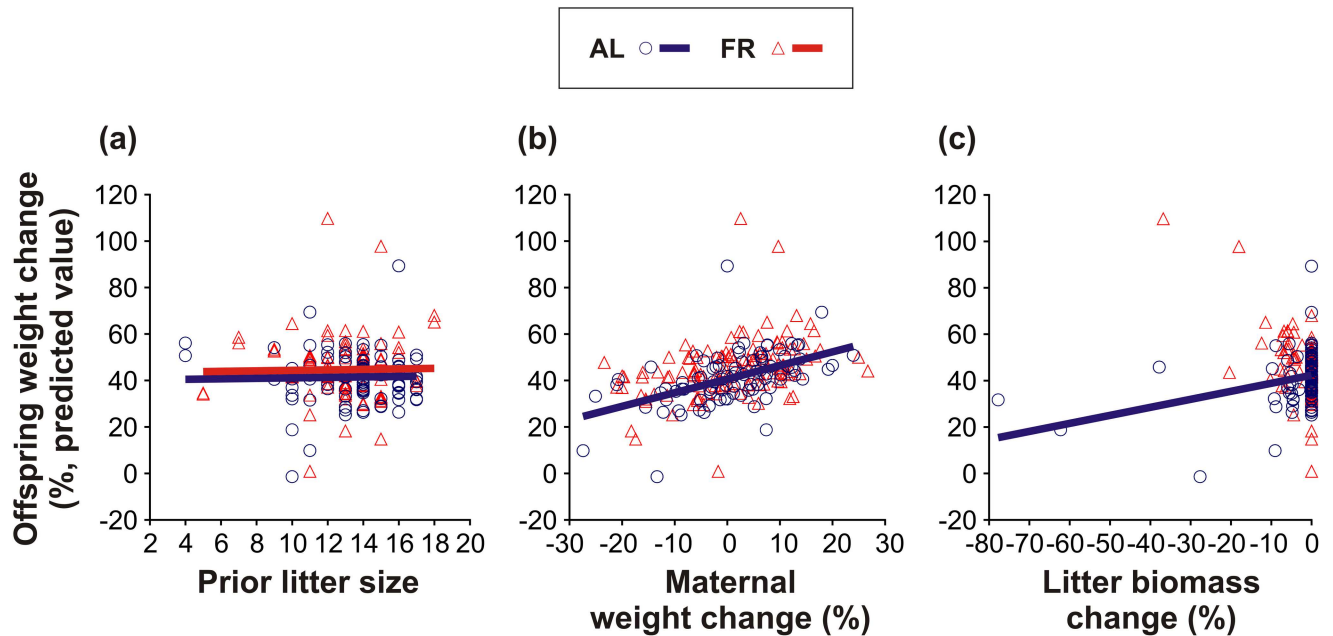 AL FR
(a) (b) (c)
Offspring weight change
(%, predicted value)
120
100
80
60
40
20
0
-20
2 4 6 8 10 12 14 16 18 20
Prior litter size
120
100
80
60
40
20
0
-20
-30 -20 -10 0 10 20 30
Maternal
weight change (%)
120
100
80
60
40
20
0
-20
-80 -70 -60 -50 -40 -30 -20 -10 0
Litter biomass
change (%)